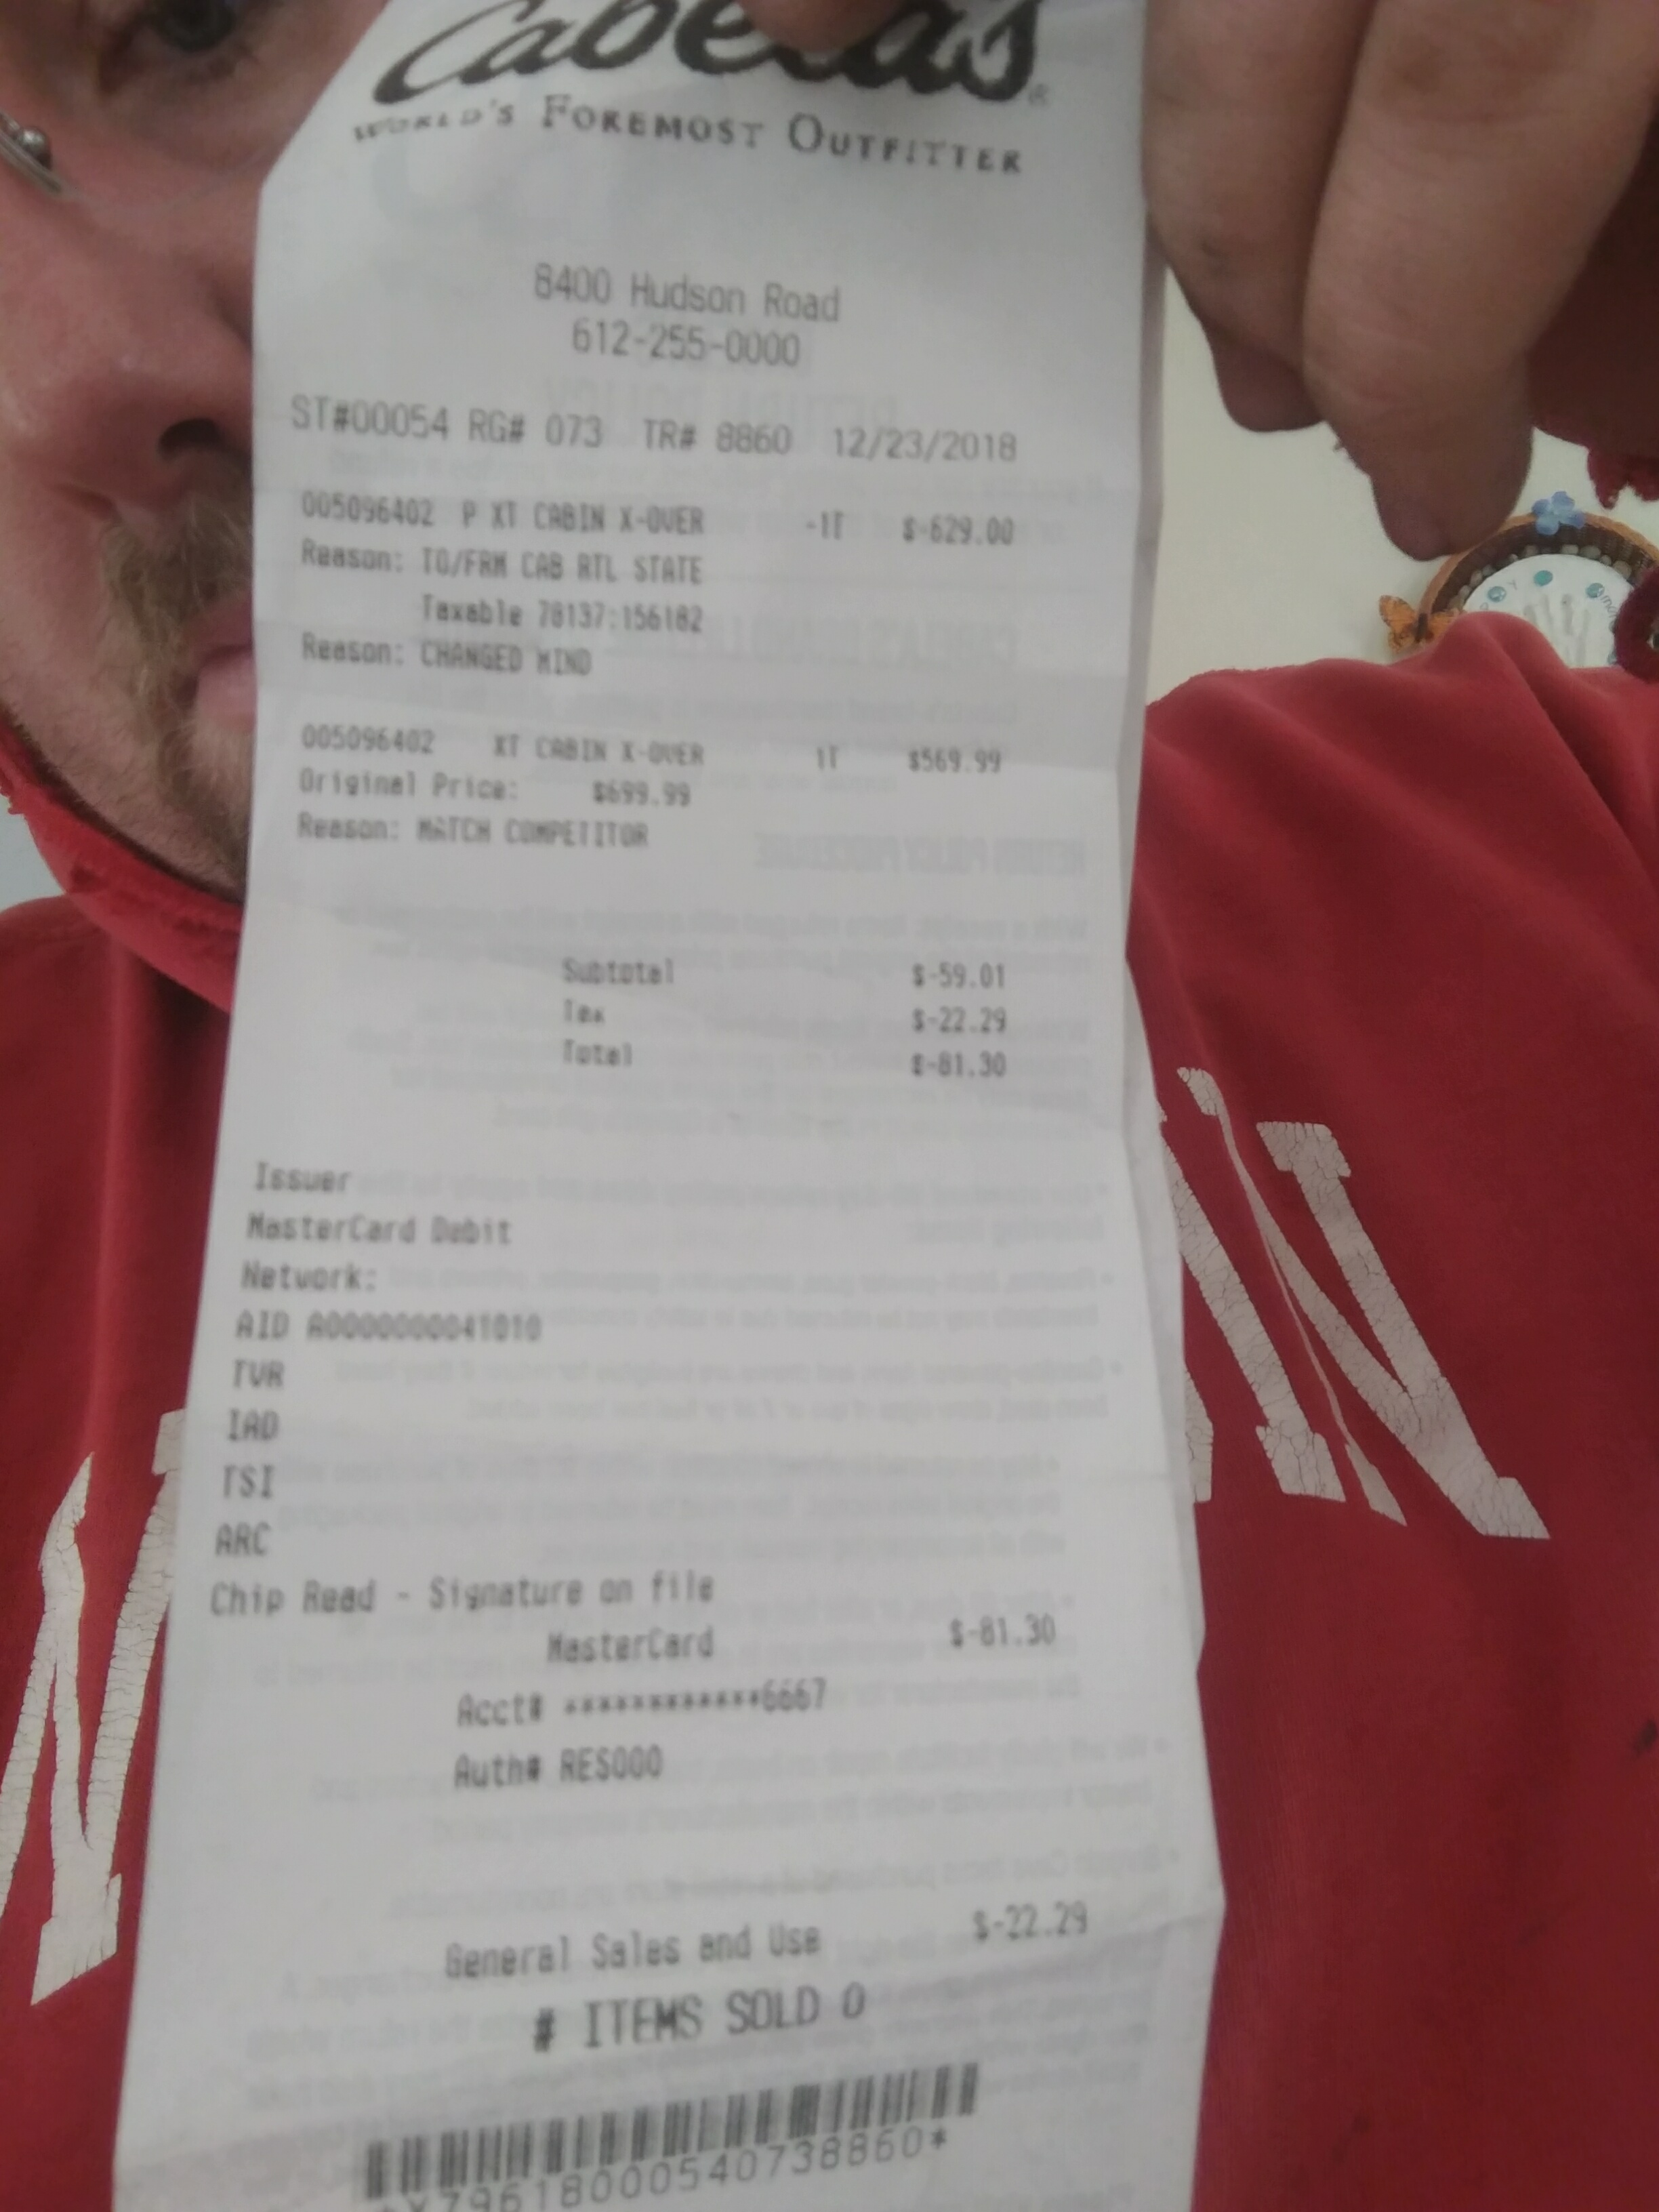 Cabela's®
WORLD'S FOREMOST OUTFITTER
8400 Hudson Road
612-255-0000
ST#00054 RG# 073 TR# 8860 12/23/2018
005096402 P XT CABIN X-OVER -1T $-629.00
Reason: TO/FRM CAB RTL STATE
Taxable 78137:156182
Reason: CHANGED MIND
005096402 XT CABIN X-OVER 1T $569.99
Original Price: $699.99
Reason: MATCH COMPETITOR
Subtotal $-59.01
Tax $-22.29
Total $-81.30
Issuer
MasterCard Debit
Network:
AID A0000000041010
TVR
IAD
TSI
ARC
Chip Read - Signature on file
MasterCard $-81.30
Acct# ************6667
Auth# RES000
General Sales and Use $-22.29
# ITEMS SOLD 0
*X79618000540738860*